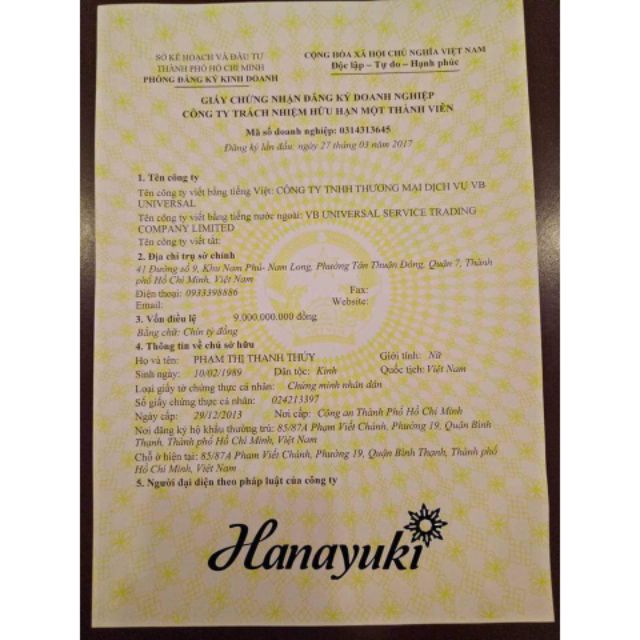 SỞ KẾ HOẠCH VÀ ĐẦU TƯ
THÀNH PHỐ HỒ CHÍ MINH
PHÒNG ĐĂNG KÝ KINH DOANH
CỘNG HÒA XÃ HỘI CHỦ NGHĨA VIỆT NAM
Độc lập – Tự do – Hạnh phúc
GIẤY CHỨNG NHẬN ĐĂNG KÝ DOANH NGHIỆP
CÔNG TY TRÁCH NHIỆM HỮU HẠN MỘT THÀNH VIÊN
Mã số doanh nghiệp: 0314313645
Đăng ký lần đầu, ngày 27 tháng 03 năm 2017
1. Tên công ty
Tên công ty viết bằng tiếng Việt: CÔNG TY TNHH THƯƠNG MẠI DỊCH VỤ VB
UNIVERSAL
Tên công ty viết bằng tiếng nước ngoài: VB UNIVERSAL SERVICE TRADING
COMPANY LIMITED
Tên công ty viết tắt:
2. Địa chỉ trụ sở chính
41 Đường số 9, Khu Nam Phú- Nam Long, Phường Tân Thuận Đông, Quận 7, Thành
phố Hồ Chí Minh, Việt Nam
Điện thoại: 0933398886 Fax:
Email: Website:
3. Vốn điều lệ 9.000.000.000 đồng
Bằng chữ: Chín tỷ đồng
4. Thông tin về chủ sở hữu
Họ và tên: PHẠM THỊ THANH THÚY Giới tính: Nữ
Sinh ngày: 10/02/1989 Dân tộc: Kinh Quốc tịch: Việt Nam
Loại giấy tờ chứng thực cá nhân: Chứng minh nhân dân
Số giấy chứng thực cá nhân: 024213397
Ngày cấp: 29/12/2013 Nơi cấp: Công an Thành Phố Hồ Chí Minh
Nơi đăng ký hộ khẩu thường trú: 85/87A Phạm Viết Chánh, Phường 19, Quận Bình
Thạnh, Thành phố Hồ Chí Minh, Việt Nam
Chỗ ở hiện tại: 85/87A Phạm Viết Chánh, Phường 19, Quận Bình Thạnh, Thành phố
Hồ Chí Minh, Việt Nam
5. Người đại diện theo pháp luật của công ty
Hanayuki